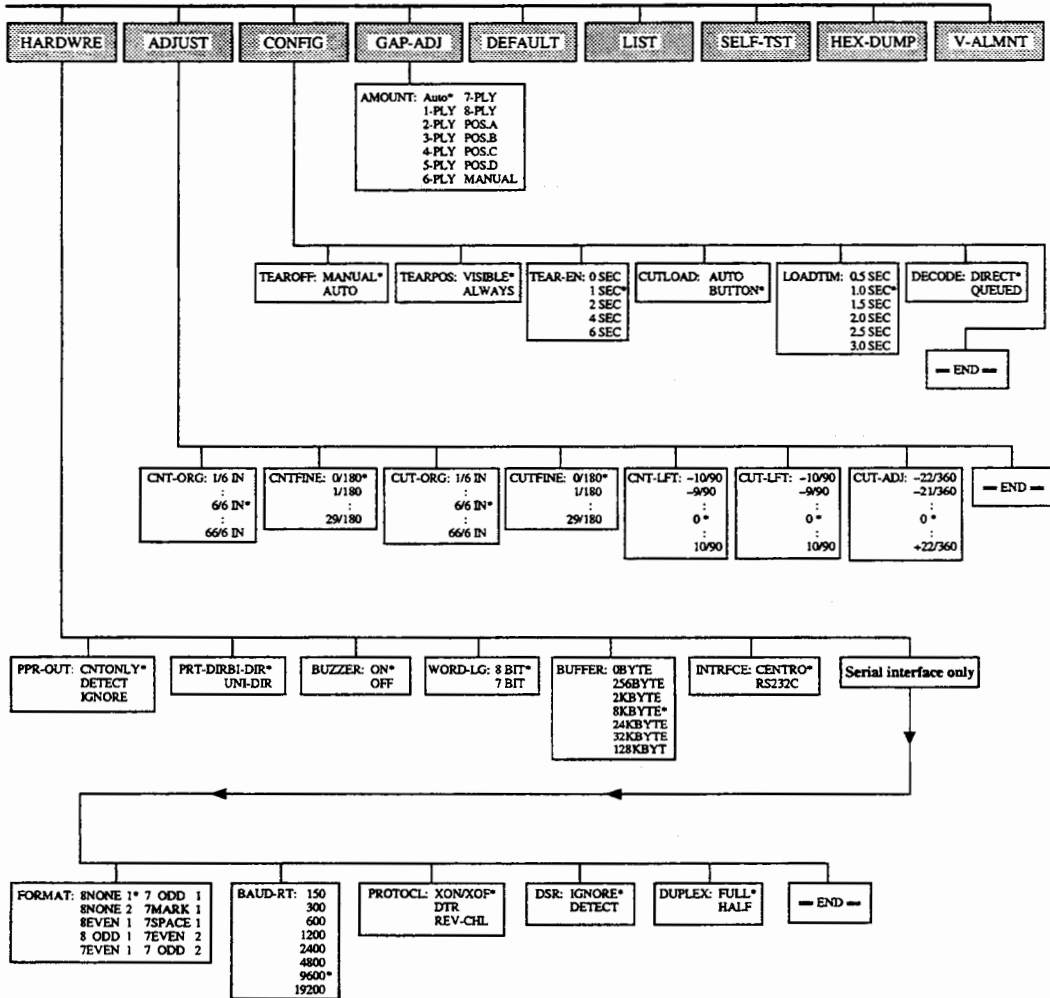 HARDWRE ADJUST CONFIG GAP-ADJ DEFAULT LIST SELF-TST HEX-DUMP V-ALMNT
AMOUNT: Auto* 7-PLY
1-PLY 8-PLY
2-PLY POS.A
3-PLY POS.B
4-PLY POS.C
5-PLY POS.D
6-PLY MANUAL
TEAROFF: MANUAL*
AUTO
TEARPOS: VISIBLE*
ALWAYS
TEAR-EN: 0 SEC
1 SEC*
2 SEC
4 SEC
6 SEC
CUTLOAD: AUTO
BUTTON*
LOADTIM: 0.5 SEC
1.0 SEC*
1.5 SEC
2.0 SEC
2.5 SEC
3.0 SEC
DECODE: DIRECT*
QUEUED
— END —
CNT-ORG: 1/6 IN
:
6/6 IN*
:
66/6 IN
CNTFINE: 0/180*
1/180
:
29/180
CUT-ORG: 1/6 IN
:
6/6 IN*
:
66/6 IN
CUTFINE: 0/180*
1/180
:
29/180
CNT-LFT: –10/90
–9/90
:
0 *
:
10/90
CUT-LFT: –10/90
–9/90
:
0 *
:
10/90
CUT-ADJ: –22/360
–21/360
:
0 *
:
+22/360
— END —
PPR-OUT: CNTONLY*
DETECT
IGNORE
PRT-DIRBI-DIR*
UNI-DIR
BUZZER: ON*
OFF
WORD-LG: 8 BIT*
7 BIT
BUFFER: 0BYTE
256BYTE
2KBYTE
8KBYTE*
24KBYTE
32KBYTE
128KBYT
INTRFCE: CENTRO*
RS232C
Serial interface only
FORMAT: 8NONE 1* 7 ODD 1
8NONE 2 7MARK 1
8EVEN 1 7SPACE 1
8 ODD 1 7EVEN 2
7EVEN 1 7 ODD 2
BAUD-RT: 150
300
600
1200
2400
4800
9600*
19200
PROTOCL: XON/XOF*
DTR
REV-CHL
DSR: IGNORE*
DETECT
DUPLEX: FULL*
HALF
— END —